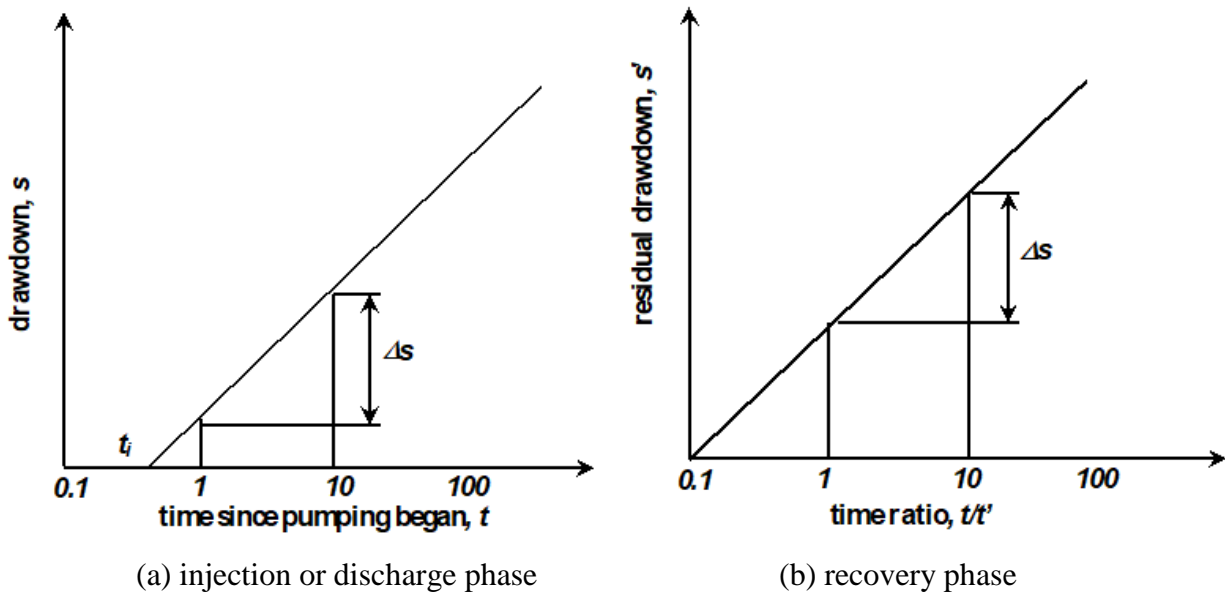 drawdown, s
Δs
tᵢ
0.1 1 10 100
time since pumping began, t
(a) injection or discharge phase
residual drawdown, s'
Δs
0.1 1 10 100
time ratio, t/t'
(b) recovery phase